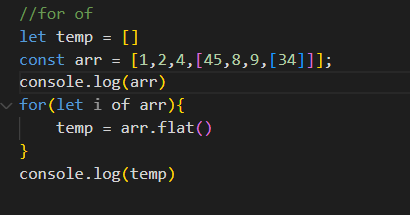 //for of
let temp = []
const arr = [1,2,4,[45,8,9,[34]]];
console.log(arr)
for(let i of arr){
    temp = arr.flat()
}
console.log(temp)